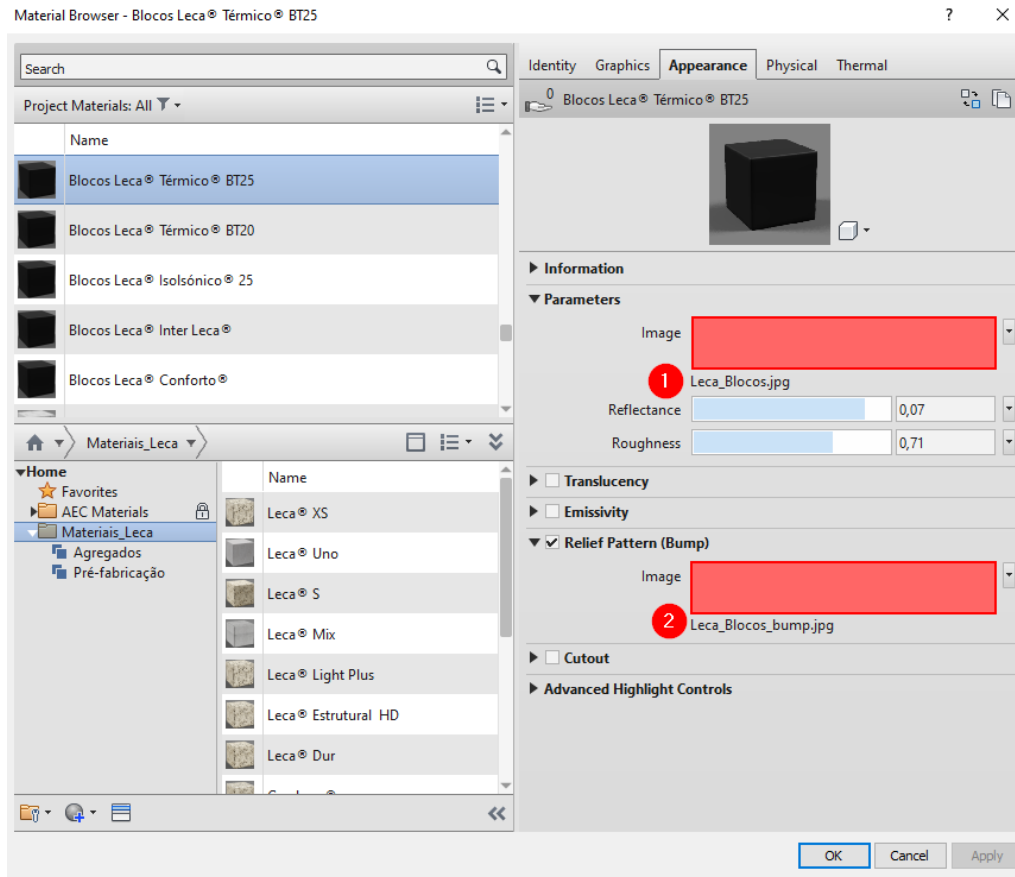 Material Browser - Blocos Leca® Térmico® BT25
?
Search
Project Materials: All
Name
Blocos Leca® Térmico® BT25
Blocos Leca® Térmico® BT20
Blocos Leca® Isolsónico® 25
Blocos Leca® Inter Leca®
Blocos Leca® Conforto®
Materiais_Leca
Home
Favorites
AEC Materials
Materiais_Leca
Agregados
Pré-fabricação
Name
Leca® XS
Leca® Uno
Leca® S
Leca® Mix
Leca® Light Plus
Leca® Estrutural HD
Leca® Dur
Identity Graphics Appearance Physical Thermal
0 Blocos Leca® Térmico® BT25
Information
Parameters
Image
1 Leca_Blocos.jpg
Reflectance 0,07
Roughness 0,71
Translucency
Emissivity
Relief Pattern (Bump)
Image
2 Leca_Blocos_bump.jpg
Cutout
Advanced Highlight Controls
OK Cancel Apply